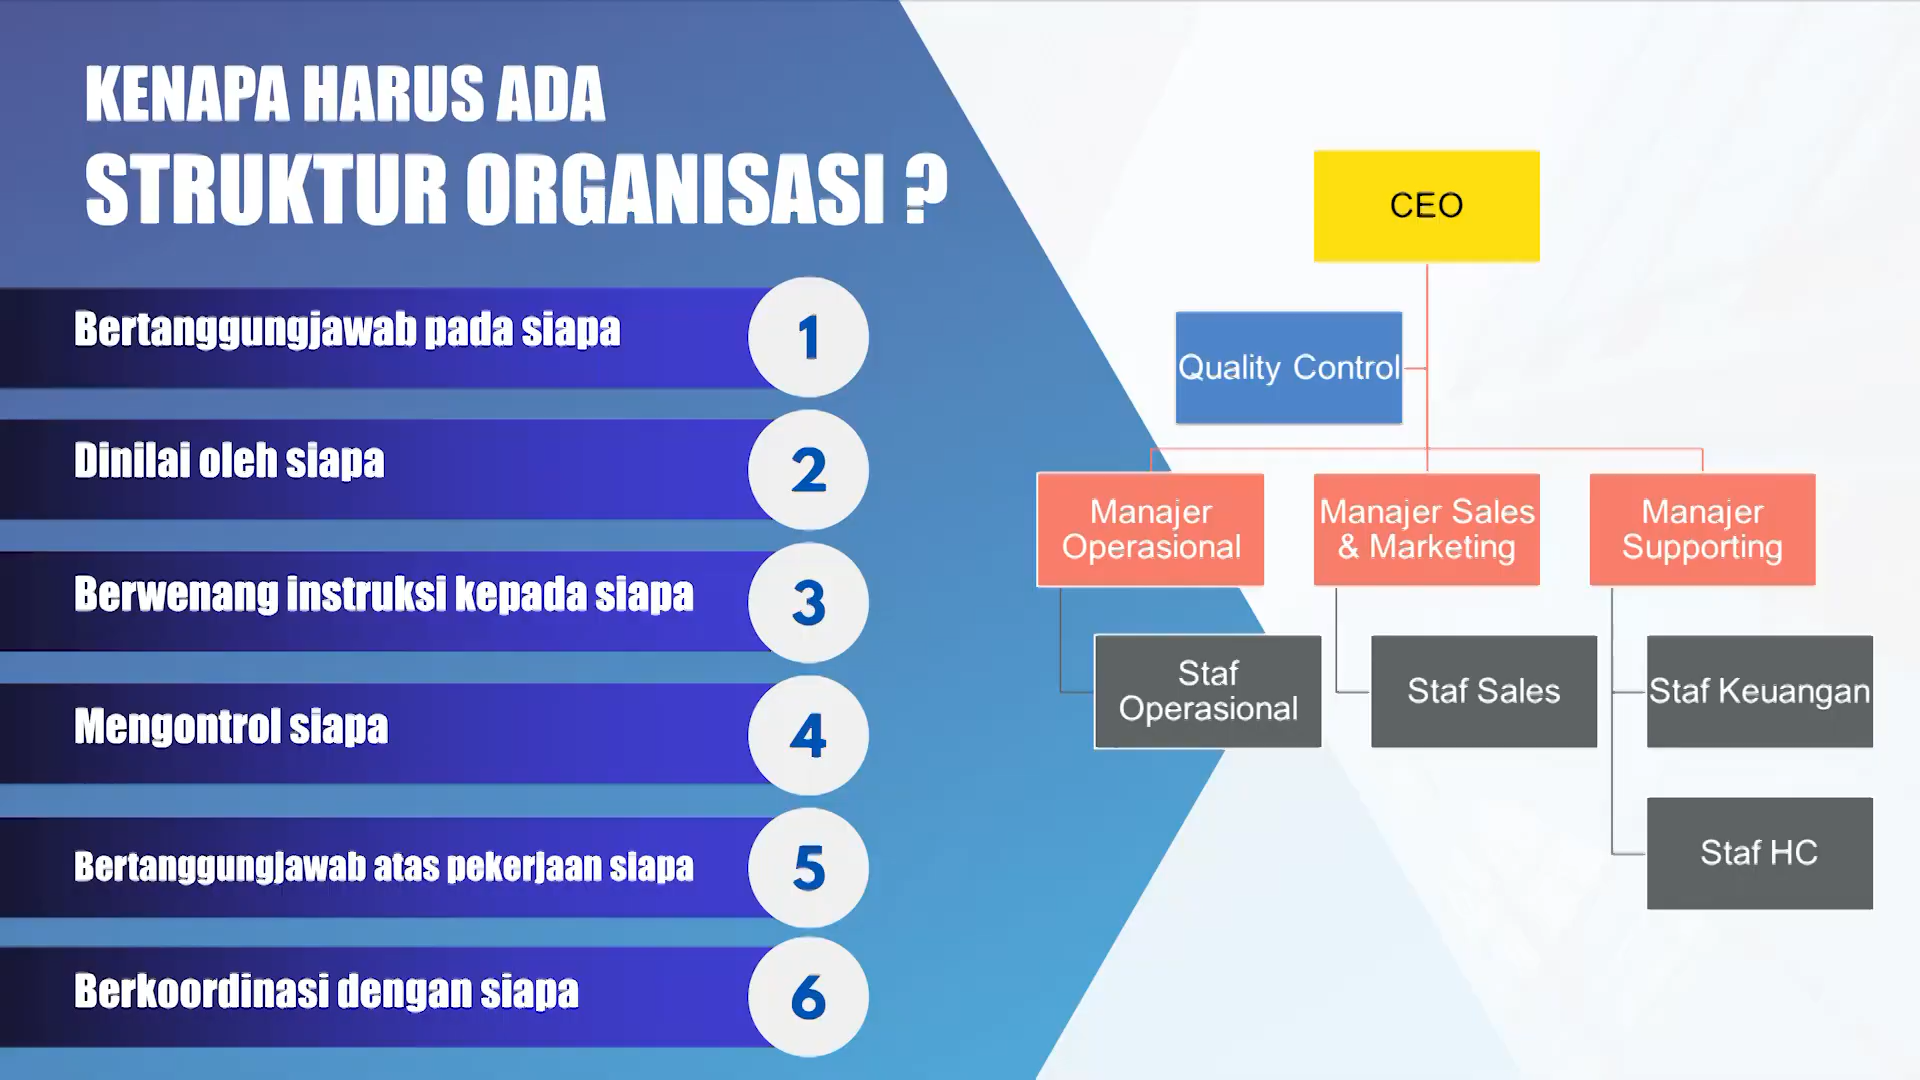 KENAPA HARUS ADA
STRUKTUR ORGANISASI ?
Bertanggungjawab pada siapa
1
Dinilai oleh siapa
2
Berwenang instruksi kepada siapa
3
Mengontrol siapa
4
Bertanggungjawab atas pekerjaan siapa
5
Berkoordinasi dengan siapa
6
CEO
Quality Control
Manajer
Operasional
Manajer Sales
& Marketing
Manajer
Supporting
Staf
Operasional
Staf Sales
Staf Keuangan
Staf HC